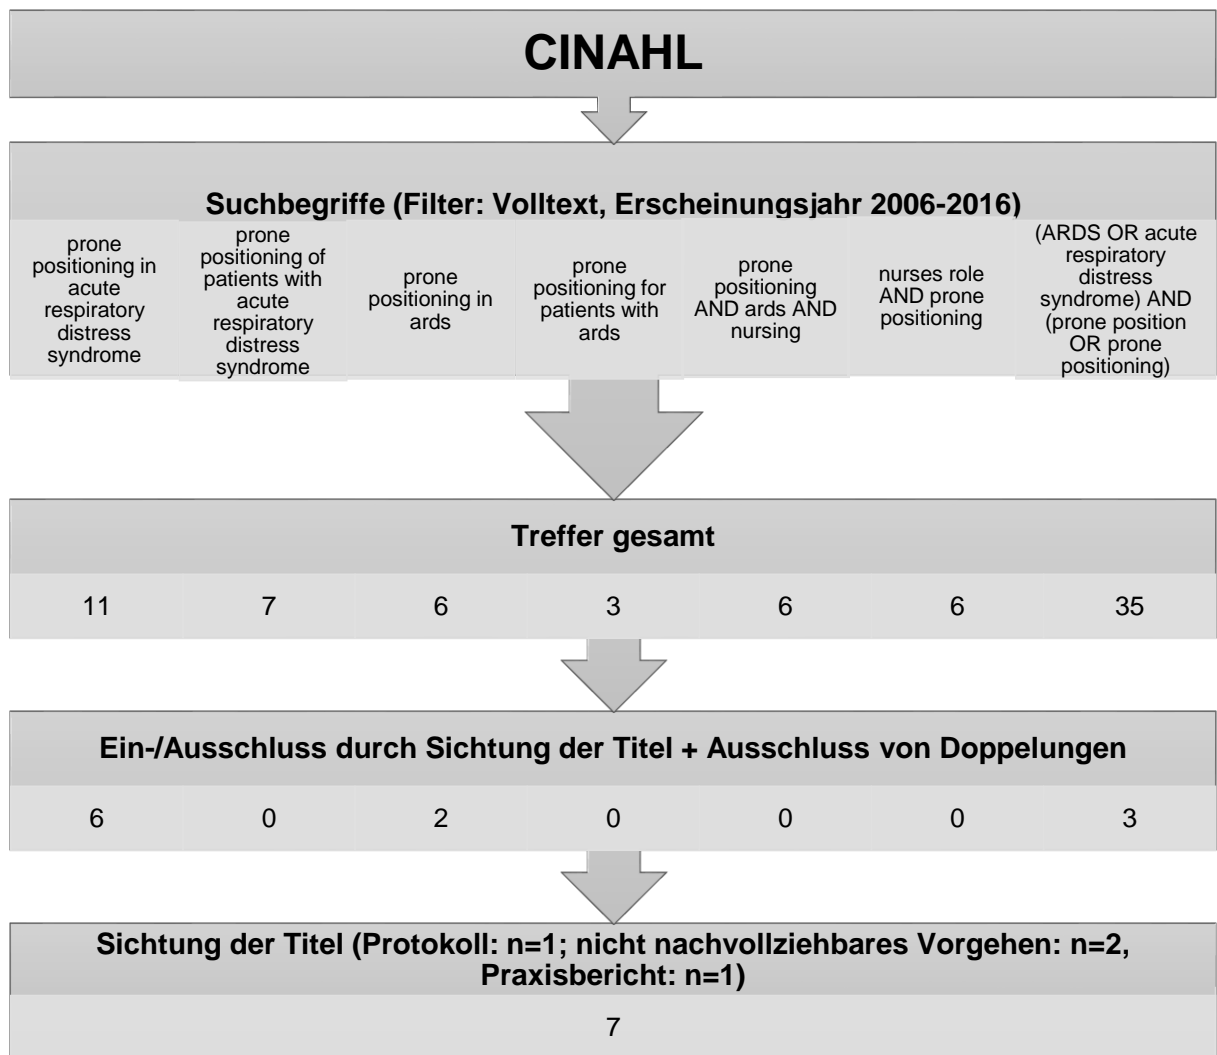 CINAHL
Suchbegriffe (Filter: Volltext, Erscheinungsjahr 2006-2016)
prone
positioning in
acute
respiratory
distress
syndrome
prone
positioning of
patients with
acute
respiratory
distress
syndrome
prone
positioning in
ards
prone
positioning for
patients with
ards
prone
positioning
AND ards AND
nursing
nurses role
AND prone
positioning
(ARDS OR acute
respiratory
distress
syndrome) AND
(prone position
OR prone
positioning)
Treffer gesamt
11 7 6 3 6 6 35
Ein-/Ausschluss durch Sichtung der Titel + Ausschluss von Doppelungen
6 0 2 0 0 0 3
Sichtung der Titel (Protokoll: n=1; nicht nachvollziehbares Vorgehen: n=2,
Praxisbericht: n=1)
7